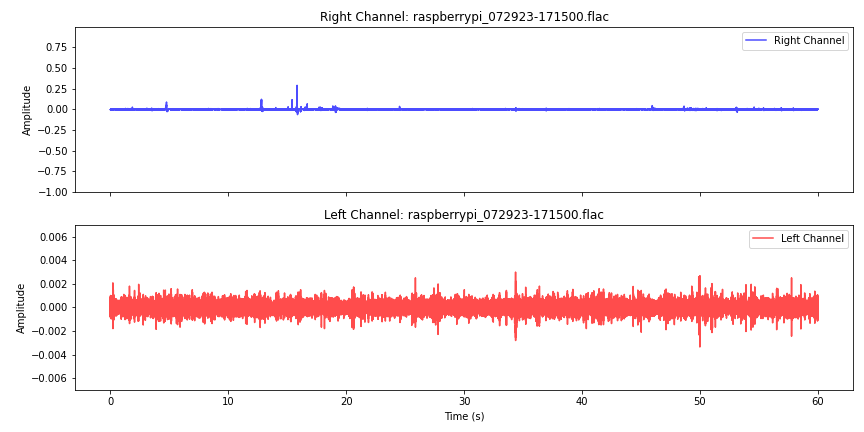 Right Channel: raspberrypi_072923-171500.flac
Right Channel
Amplitude
0.75
0.50
0.25
0.00
−0.25
−0.50
−0.75
−1.00
Left Channel: raspberrypi_072923-171500.flac
Left Channel
Amplitude
0.006
0.004
0.002
0.000
−0.002
−0.004
−0.006
0 10 20 30 40 50 60
Time (s)